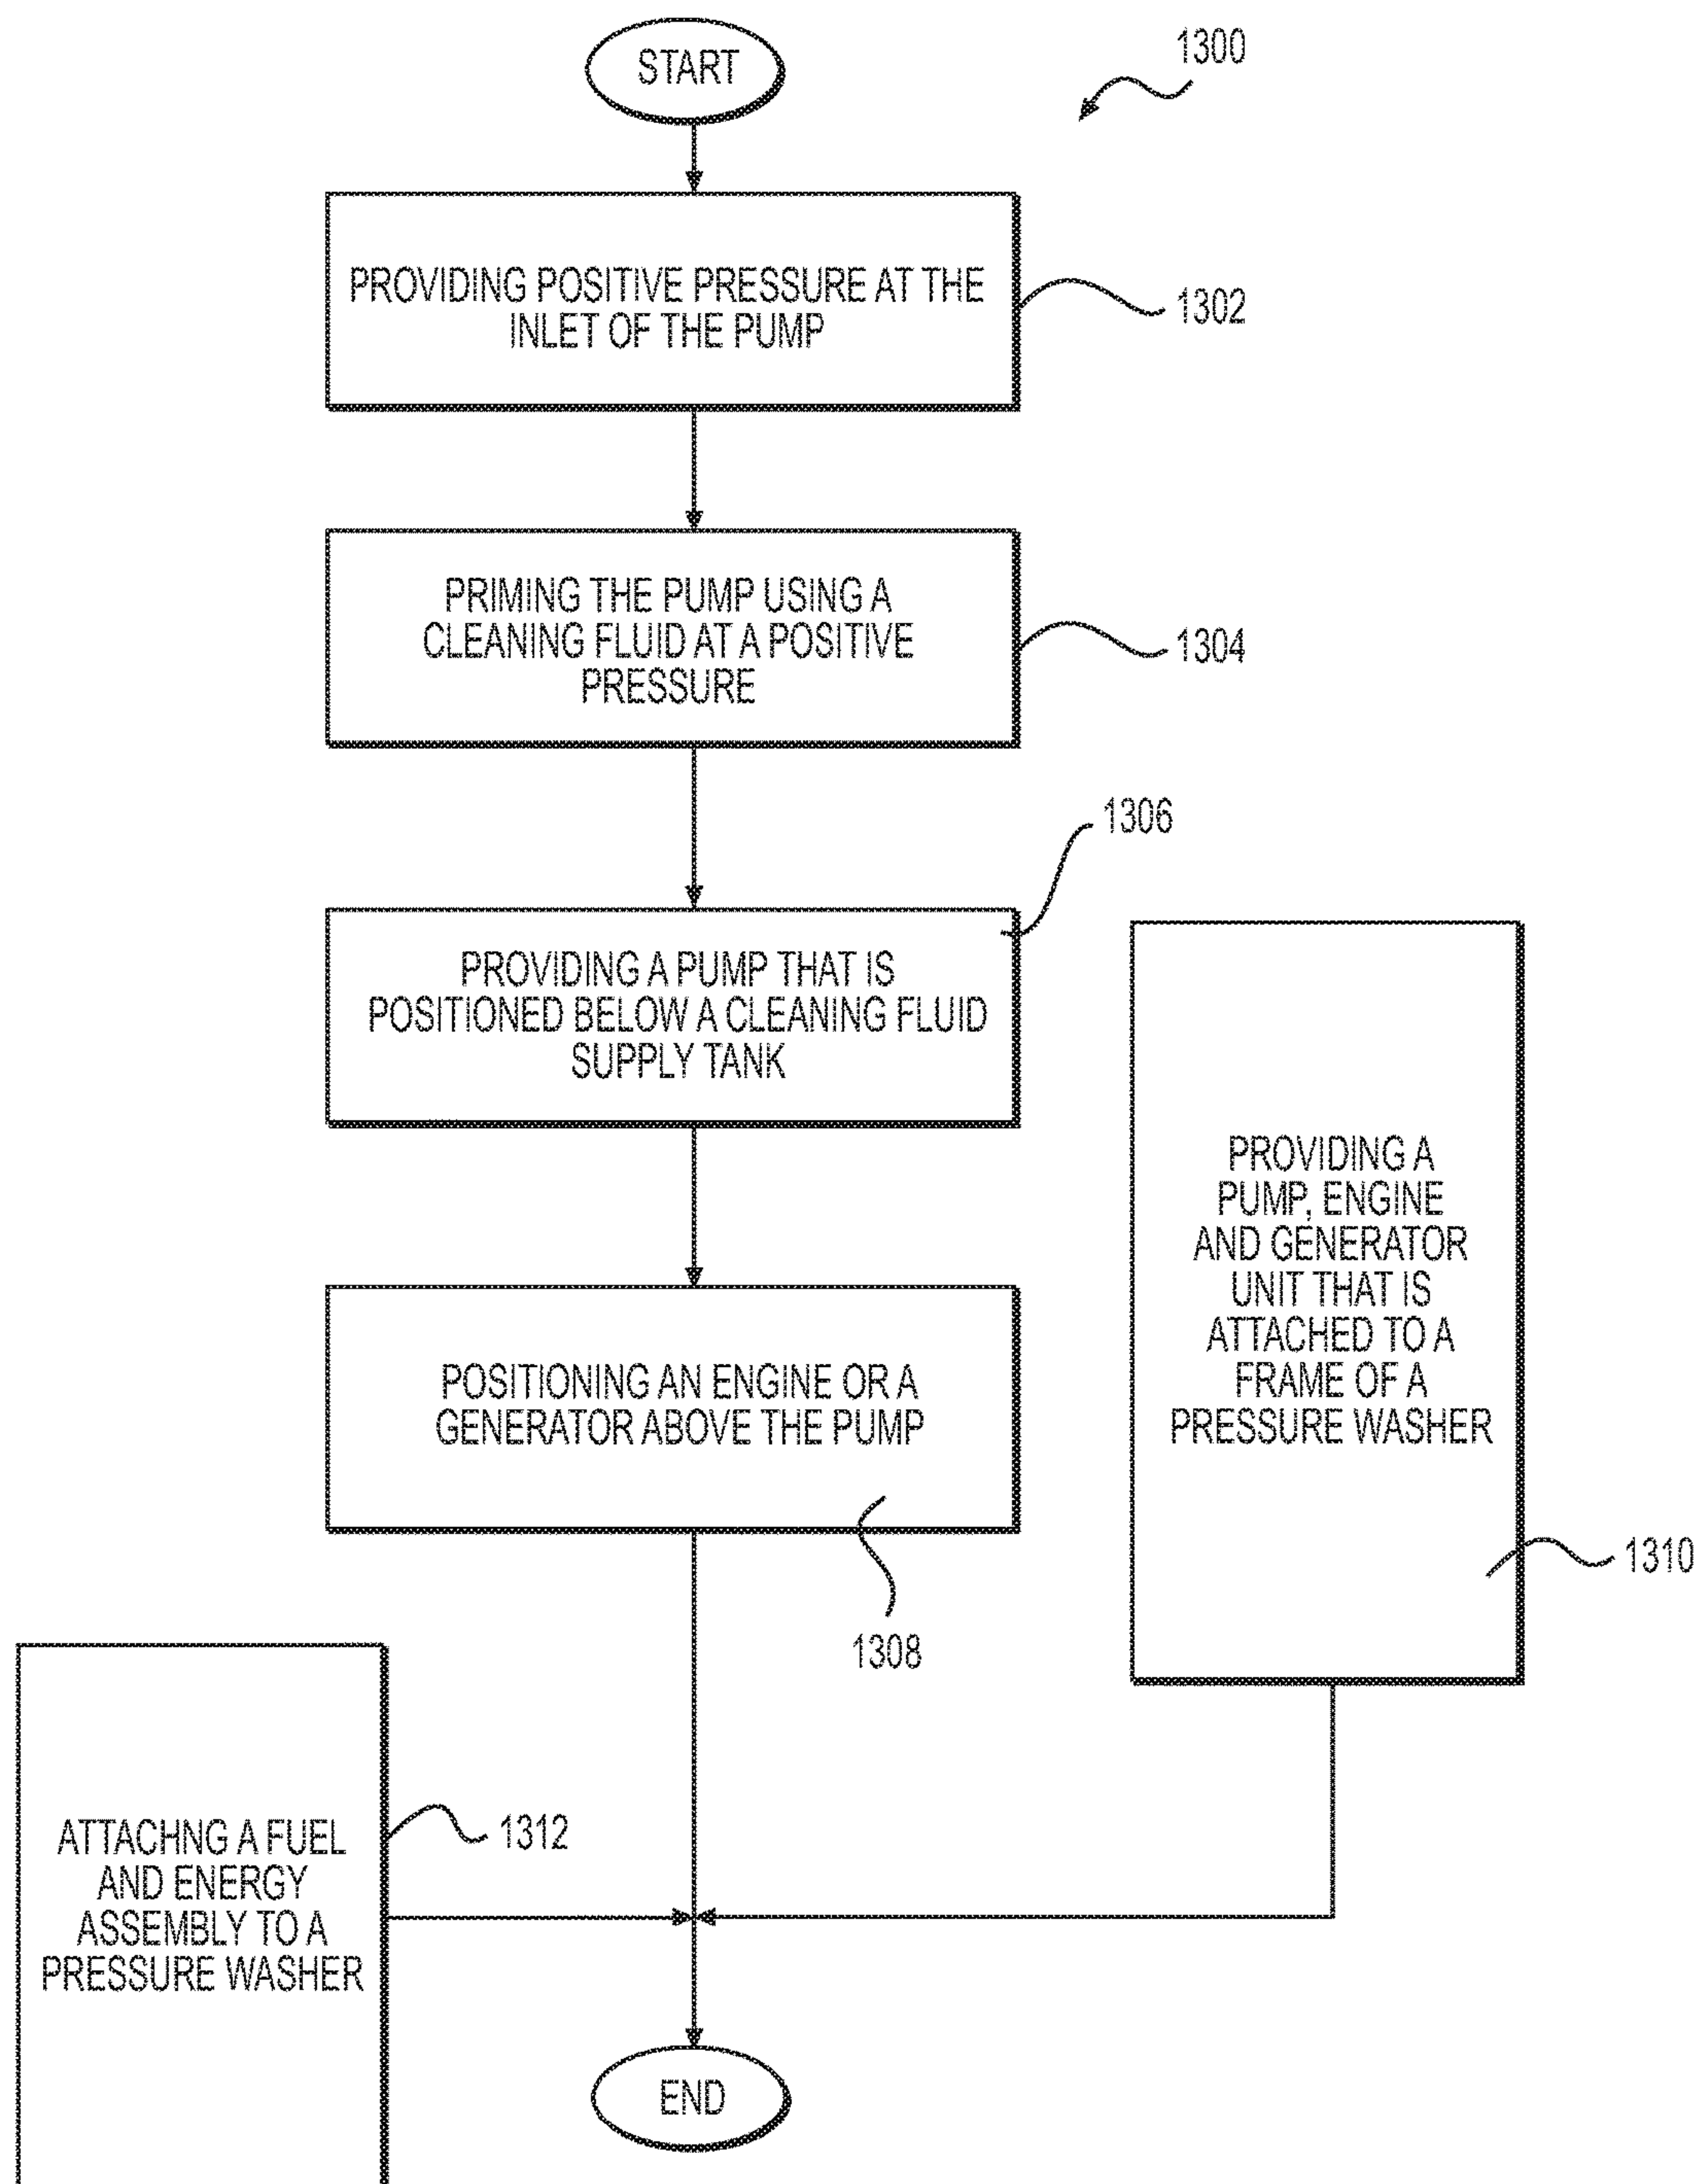 START
1300
PROVIDING POSITIVE PRESSURE AT THE
INLET OF THE PUMP
1302
PRIMING THE PUMP USING A
CLEANING FLUID AT A POSITIVE
PRESSURE
1304
1306
PROVIDING A PUMP THAT IS
POSITIONED BELOW A CLEANING FLUID
SUPPLY TANK
PROVIDING A
PUMP, ENGINE
AND GENERATOR
UNIT THAT IS
ATTACHED TO A
FRAME OF A
PRESSURE WASHER
1310
POSITIONING AN ENGINE OR A
GENERATOR ABOVE THE PUMP
1308
ATTACHNG A FUEL
AND ENERGY
ASSEMBLY TO A
PRESSURE WASHER
1312
END